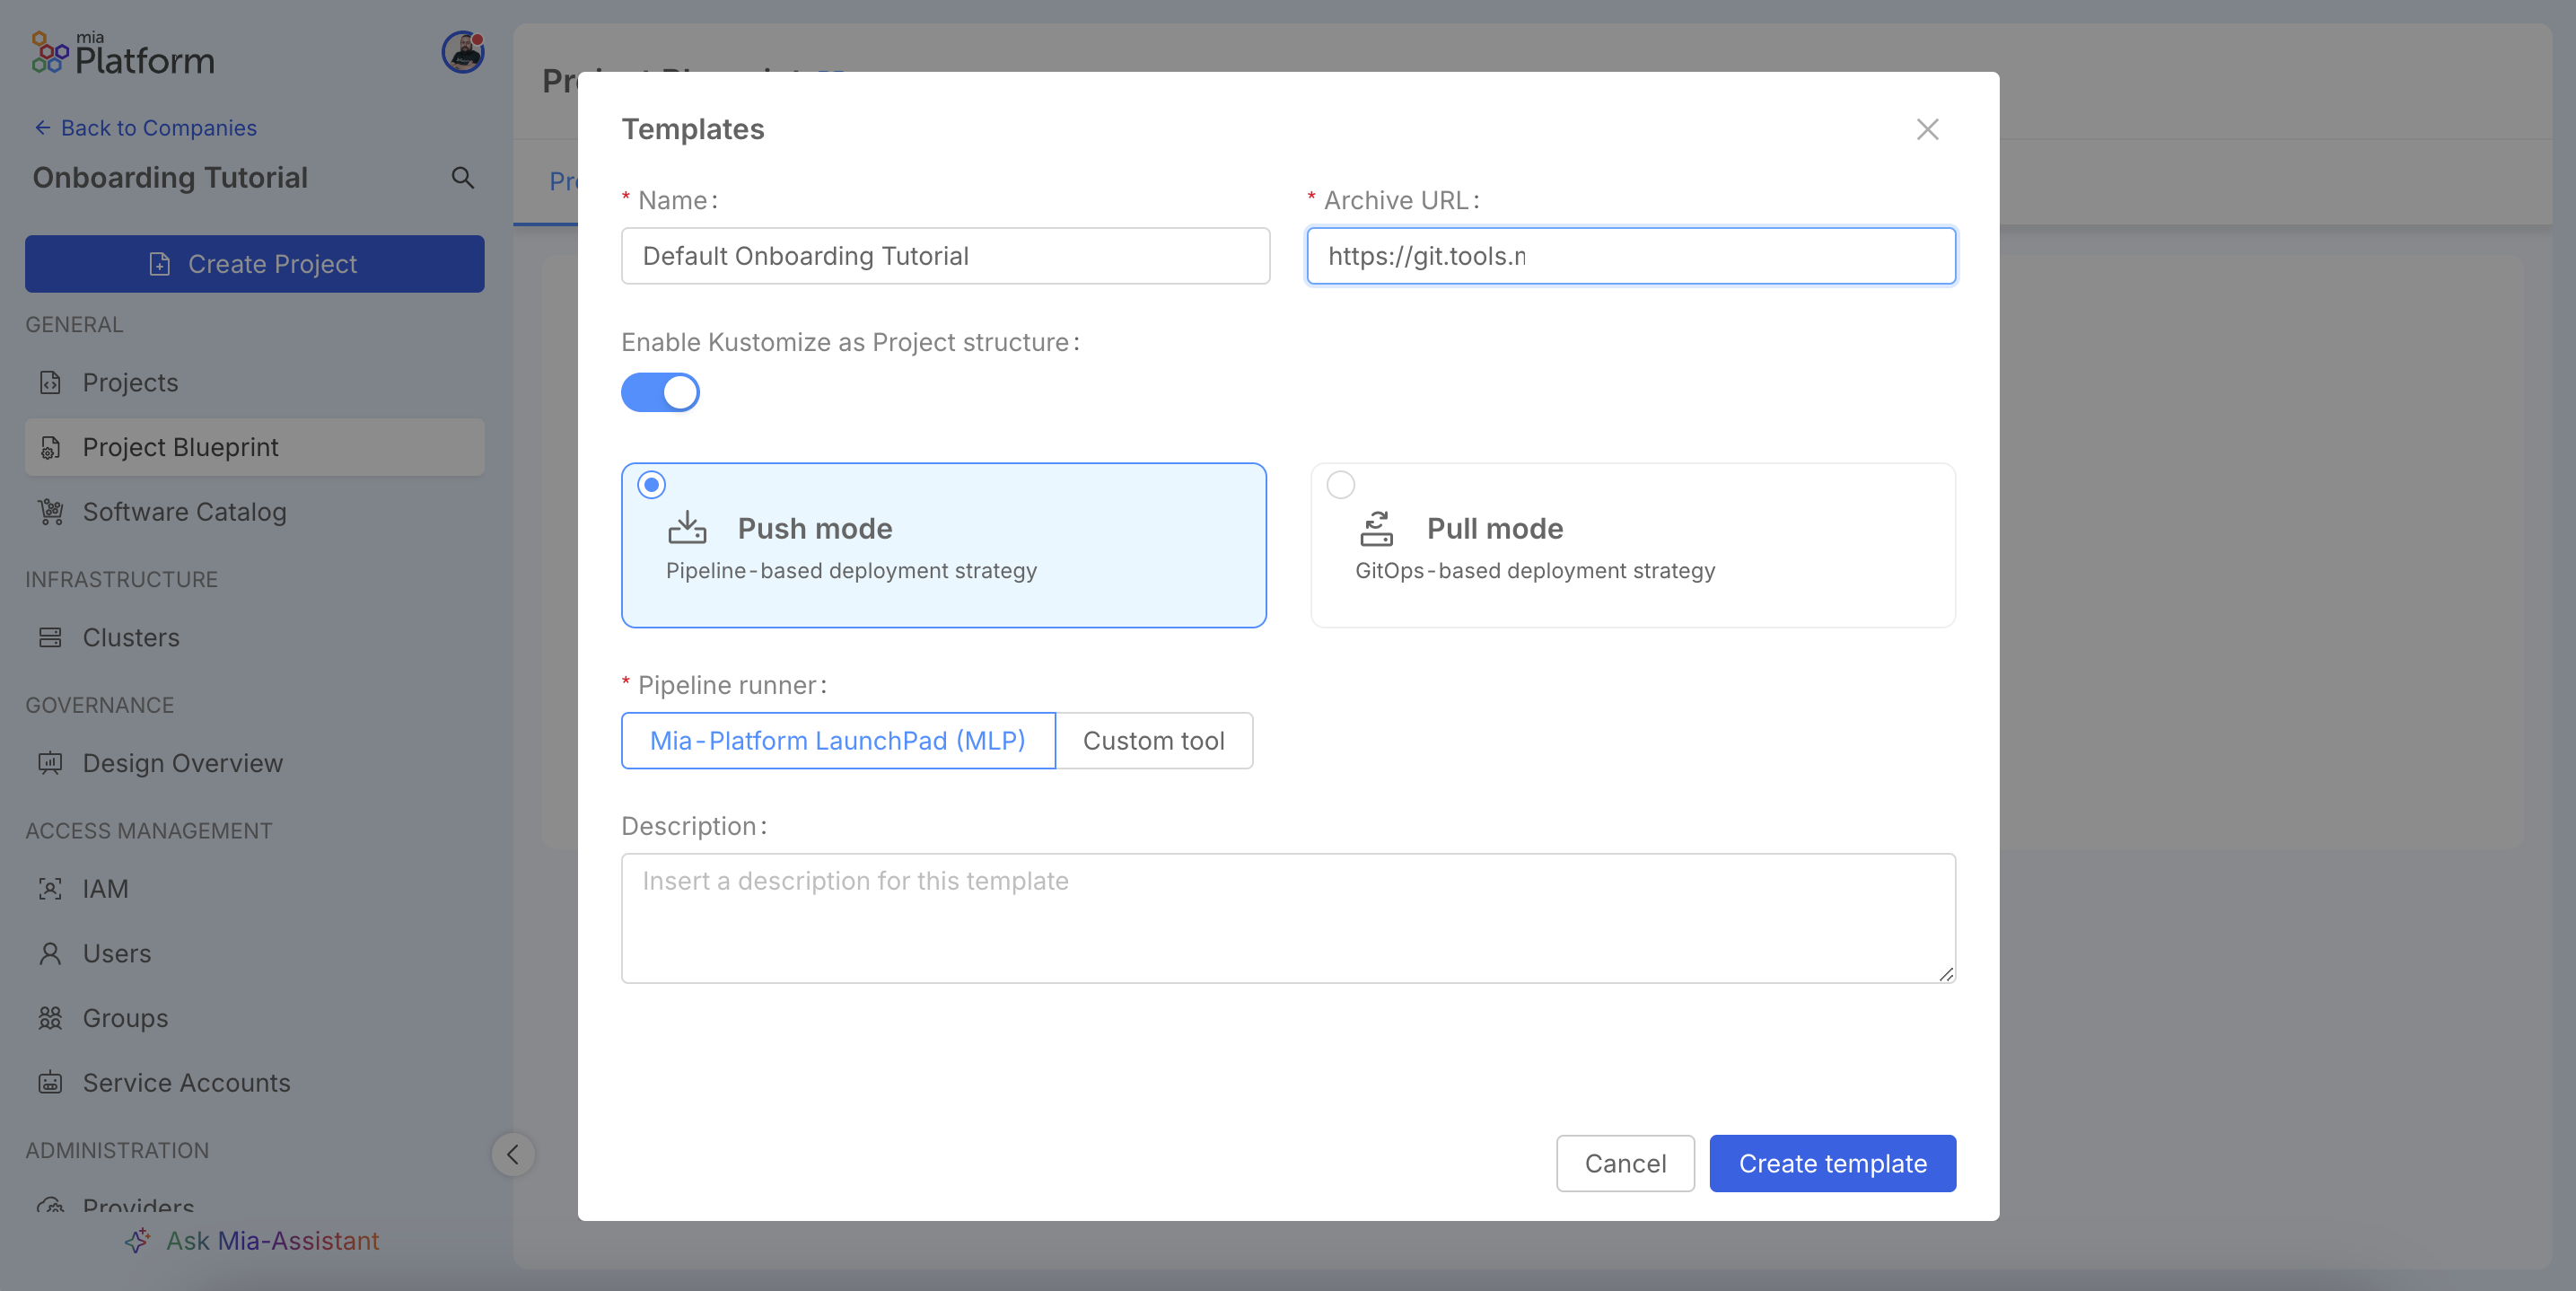 mia
Platform
Back to Companies
Onboarding Tutorial
Create Project
GENERAL
Projects
Project Blueprint
Software Catalog
INFRASTRUCTURE
Clusters
GOVERNANCE
Design Overview
ACCESS MANAGEMENT
IAM
Users
Groups
Service Accounts
ADMINISTRATION
Providers
Ask Mia-Assistant
Templates
* Name:
Default Onboarding Tutorial
* Archive URL:
https://git.tools.
Enable Kustomize as Project structure:
Push mode
Pipeline-based deployment strategy
Pull mode
GitOps-based deployment strategy
* Pipeline runner:
Mia-Platform LaunchPad (MLP)
Custom tool
Description:
Insert a description for this template
Cancel
Create template